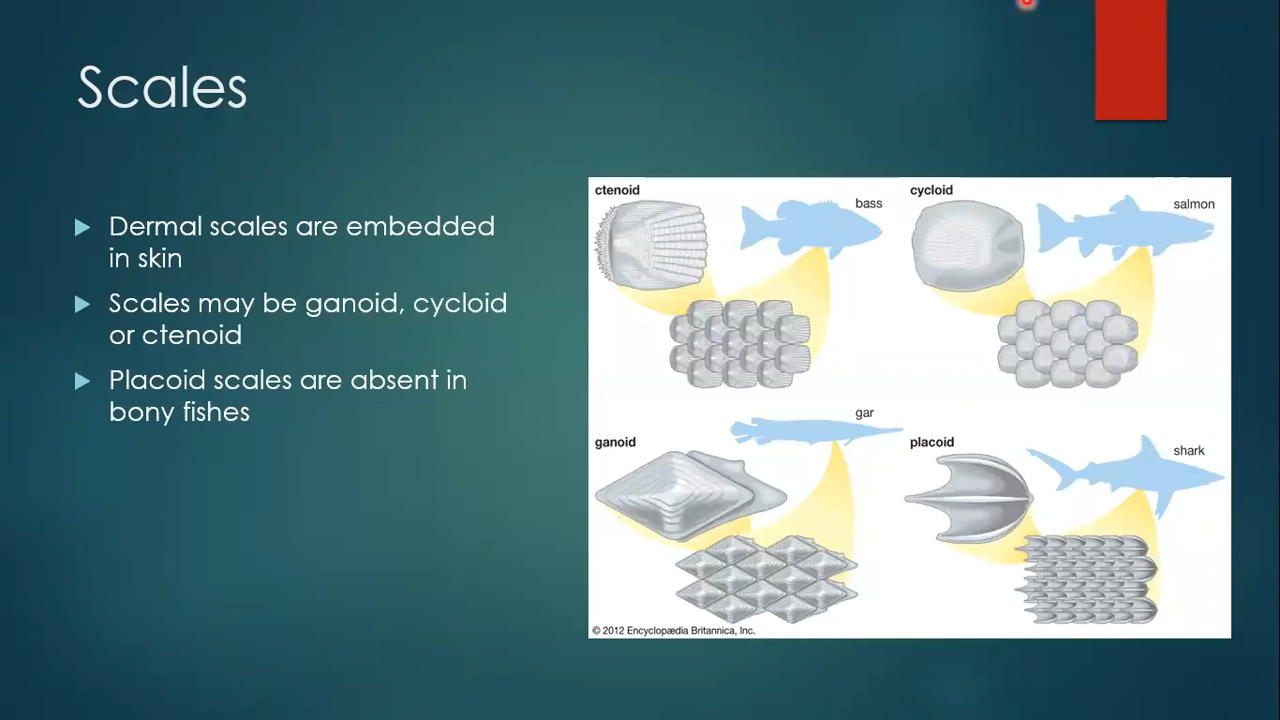 Scales
Dermal scales are embedded
in skin
Scales may be ganoid, cycloid
or ctenoid
Placoid scales are absent in
bony fishes
ctenoid
bass
cycloid
salmon
ganoid
gar
placoid
shark
© 2012 Encyclopædia Britannica, Inc.